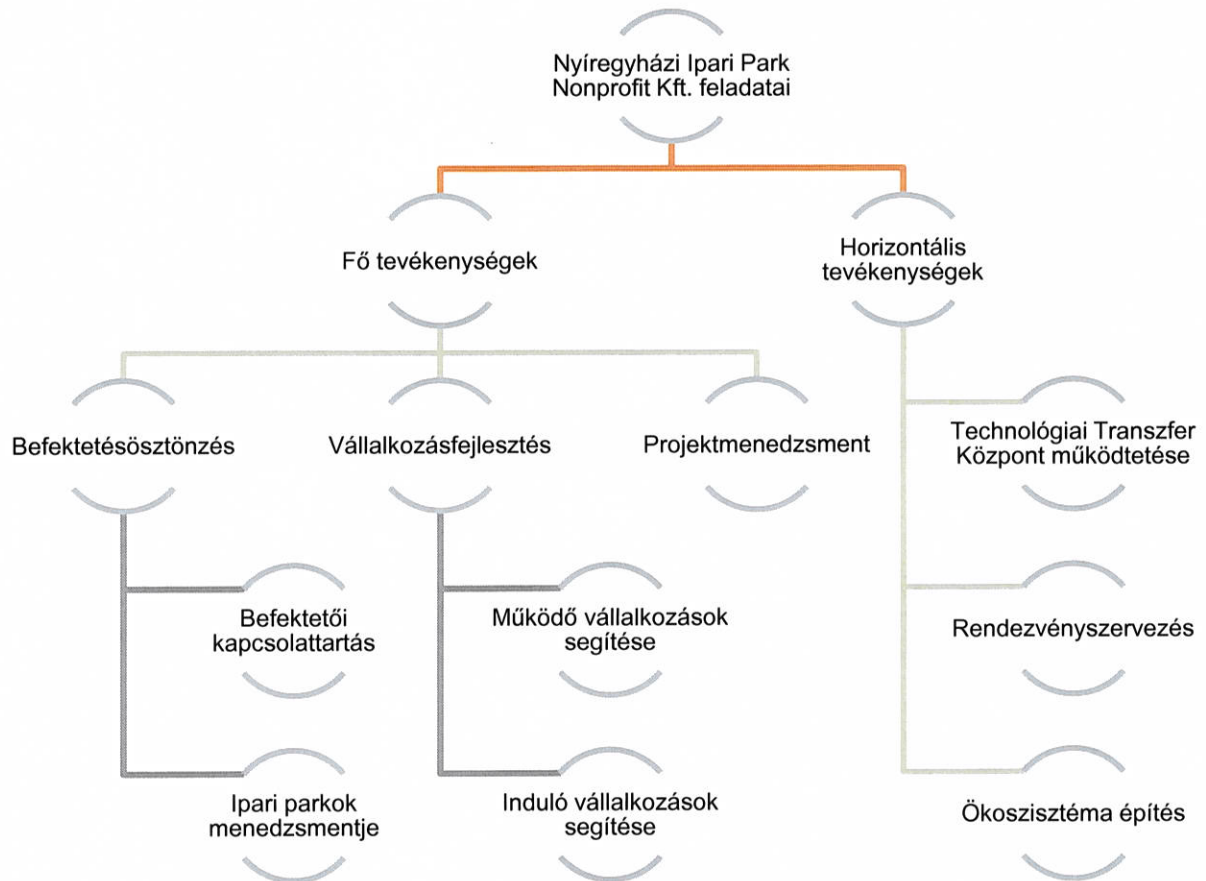 Nyíregyházi Ipari Park
Nonprofit Kft. feladatai
Fő tevékenységek
Horizontális
tevékenységek
Befektetésösztönzés
Vállalkozásfejlesztés
Projektmenedzsment
Technológiai Transzfer
Központ működtetése
Befektetői
kapcsolattartás
Működő vállalkozások
segítése
Rendezvényszervezés
Ipari parkok
menedzsmentje
Induló vállalkozások
segítése
Ökoszisztéma építés